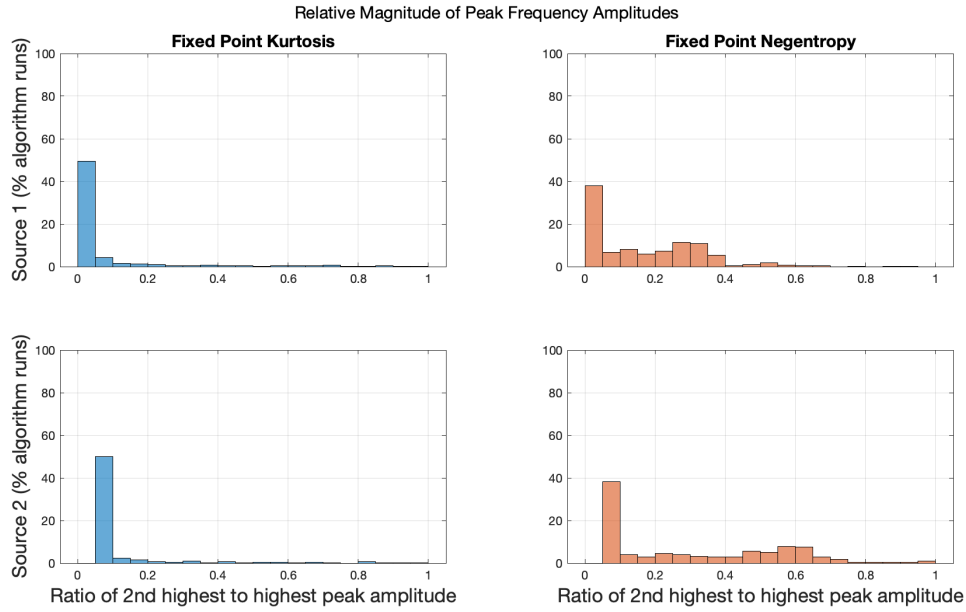 Relative Magnitude of Peak Frequency Amplitudes
Fixed Point Kurtosis
Fixed Point Negentropy
Source 1 (% algorithm runs)
100
80
60
40
20
0
0 0.2 0.4 0.6 0.8 1
100
80
60
40
20
0
0 0.2 0.4 0.6 0.8 1
Source 2 (% algorithm runs)
100
80
60
40
20
0
0 0.2 0.4 0.6 0.8 1
Ratio of 2nd highest to highest peak amplitude
100
80
60
40
20
0
0 0.2 0.4 0.6 0.8 1
Ratio of 2nd highest to highest peak amplitude